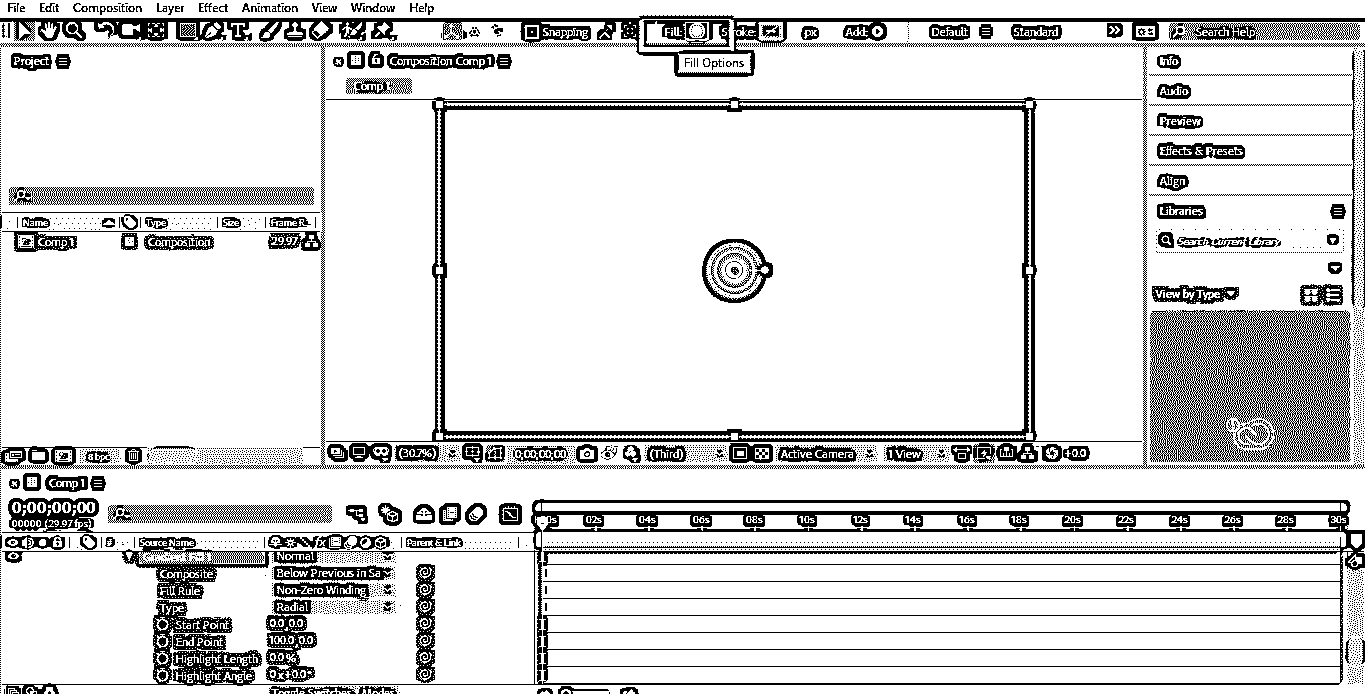 File Edit Composition Layer Effect Animation View Window Help
Snapping Fill: Stroke: px Add: Default Standard Search Help
Fill Options
Project
Composition Comp 1
Comp 1
Info
Audio
Preview
Effects & Presets
Align
Libraries
Search Current Library
View by Type
Name Type Size Frame R..
Comp 1 Composition 29.97
8 bpc
(30.7%) 0;00;00;00 (Third) Active Camera 1 View +0.0
Comp 1
0;00;00;00
00000 (29.97 fps)
0s 02s 04s 06s 08s 10s 12s 14s 16s 18s 20s 22s 24s 26s 28s 30s
# Source Name Parent & Link
Normal
Composite Below Previous in Sa
Fill Rule Non-Zero Winding
Type Radial
Start Point 0.0, 0.0
End Point 100.0, 0.0
Highlight Length 0.0%
Highlight Angle 0 x +0.0°
Toggle Switches / Modes